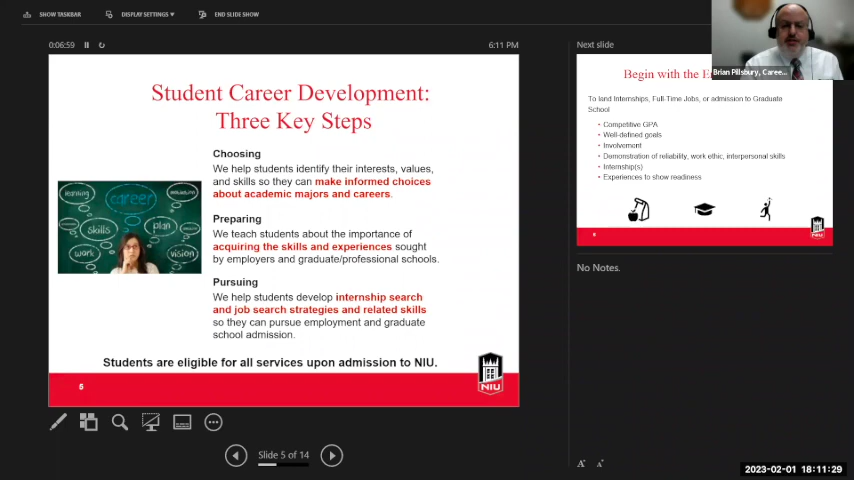 SHOW TASKBAR
DISPLAY SETTINGS
END SLIDE SHOW
0:06:59
6:11 PM
Student Career Development:
Three Key Steps
Choosing
We help students identify their interests, values,
and skills so they can make informed choices
about academic majors and careers.
Preparing
We teach students about the importance of
acquiring the skills and experiences sought
by employers and graduate/professional schools.
Pursuing
We help students develop internship search
and job search strategies and related skills
so they can pursue employment and graduate
school admission.
learning
career
skills
plan
work
vision
Students are eligible for all services upon admission to NIU.
5
NIU
Slide 5 of 14
Next slide
Brian Pillsbury, Caree...
Begin with the
To land Internships, Full-Time Jobs, or admission to Graduate
School
• Competitive GPA
• Well-defined goals
• Involvement
• Demonstration of reliability, work ethic, interpersonal skills
• Internship(s)
• Experiences to show readiness
NIU
No Notes.
A A
2023-02-01 18:11:29